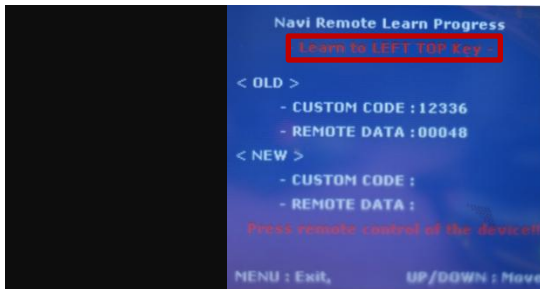 Navi Remote Learn Progress
Learn to LEFT TOP Key -
< OLD >
- CUSTOM CODE : 12336
- REMOTE DATA : 00048
< NEW >
- CUSTOM CODE :
- REMOTE DATA :
Press remote control of the device!!
MENU : Exit, UP/DOWN : Move